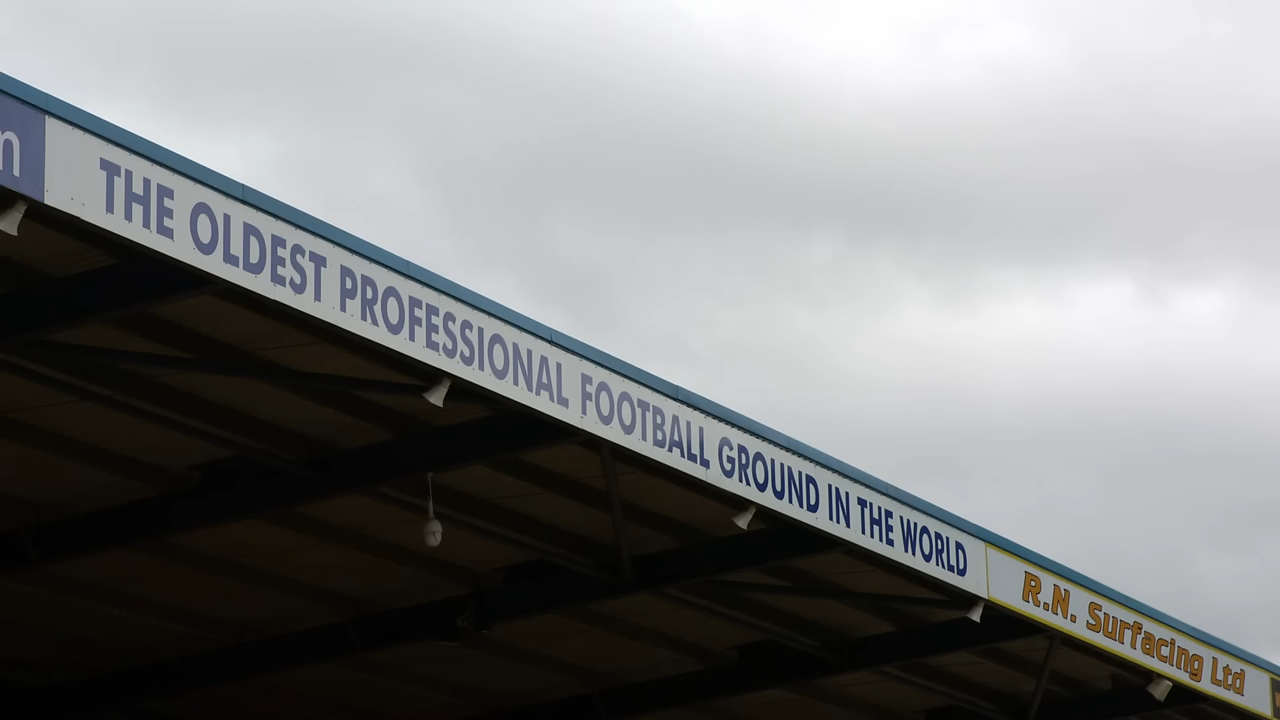 m
THE OLDEST PROFESSIONAL FOOTBALL GROUND IN THE WORLD
R.N. Surfacing Ltd